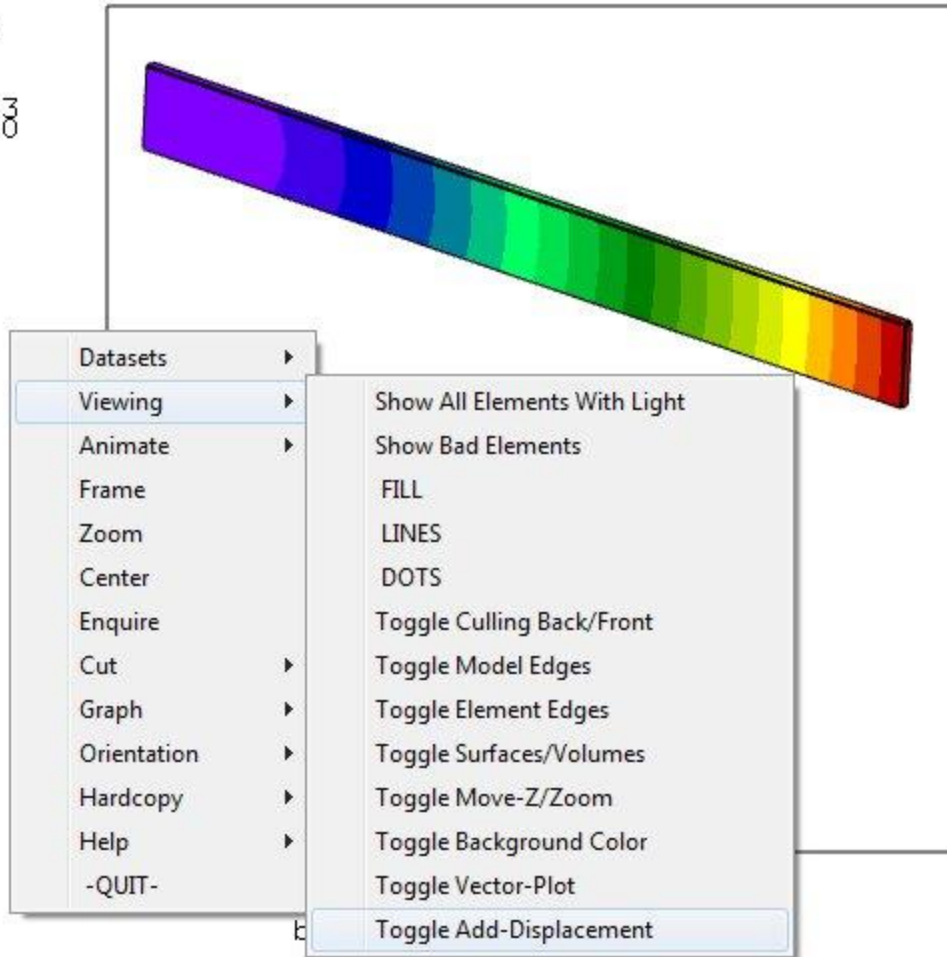 3
0
Datasets
Viewing
Animate
Frame
Zoom
Center
Enquire
Cut
Graph
Orientation
Hardcopy
Help
-QUIT-
Show All Elements With Light
Show Bad Elements
FILL
LINES
DOTS
Toggle Culling Back/Front
Toggle Model Edges
Toggle Element Edges
Toggle Surfaces/Volumes
Toggle Move-Z/Zoom
Toggle Background Color
Toggle Vector-Plot
Toggle Add-Displacement